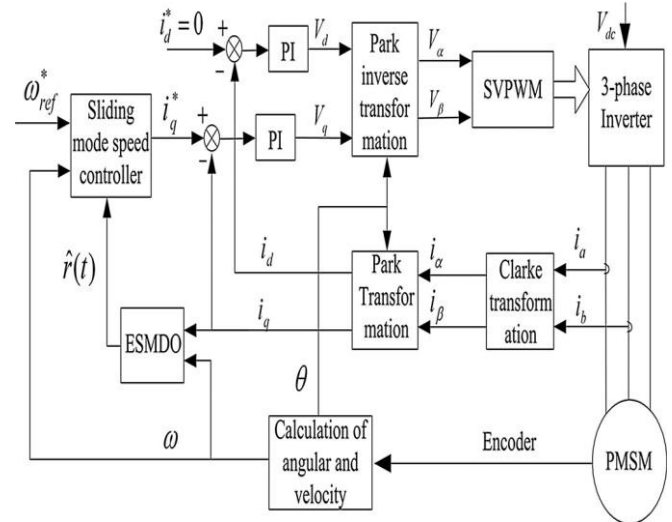 i_d^*=0
+
−
PI
V_d
Park
inverse
transfor
mation
V_α
V_β
SVPWM
V_dc
3-phase
Inverter
ω_ref^*
Sliding
mode speed
controller
i_q^*
+
−
PI
V_q
r̂(t)
i_d
i_q
Park
Transfor
mation
i_α
i_β
Clarke
transform
ation
i_a
i_b
ESMDO
θ
ω
Calculation of
angular and
velocity
Encoder
PMSM